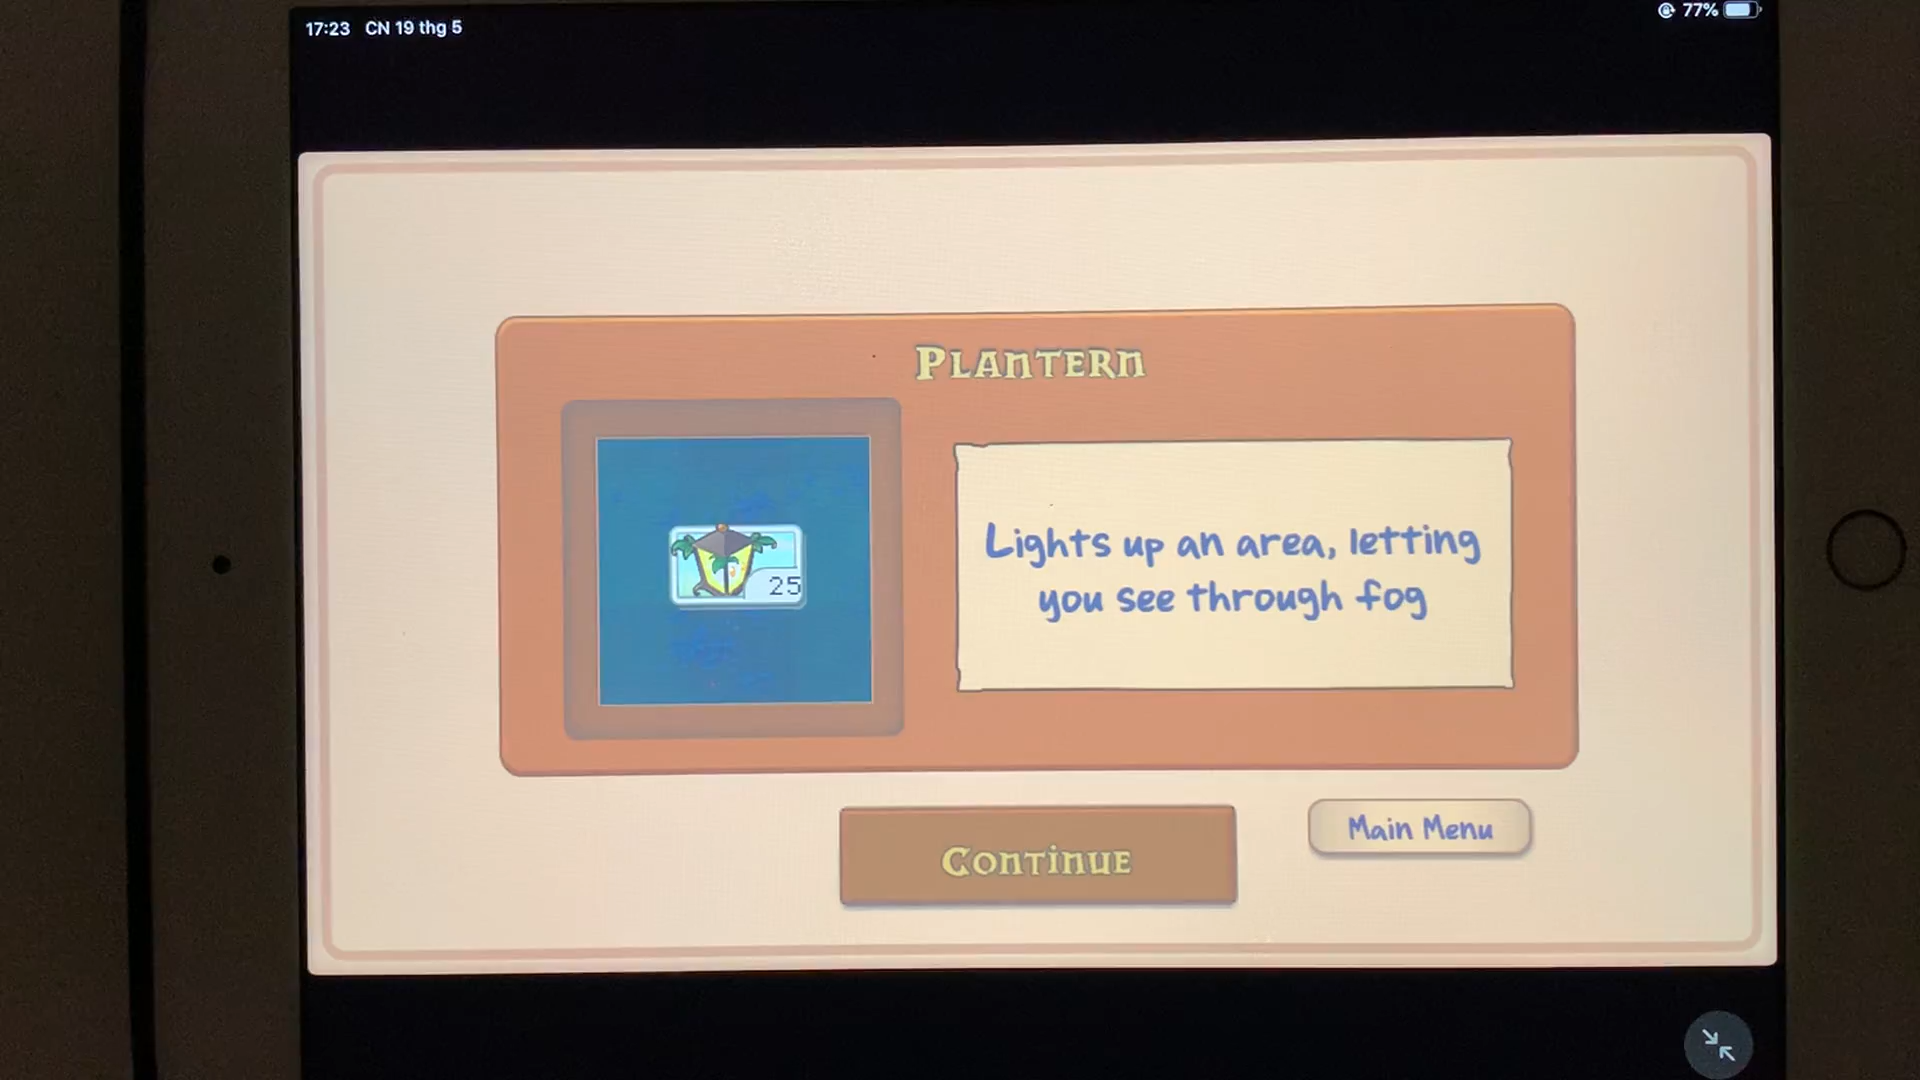 17:23 CN 19 thg 5
77%
Plantern
25
Lights up an area, letting
you see through fog
Continue
Main Menu